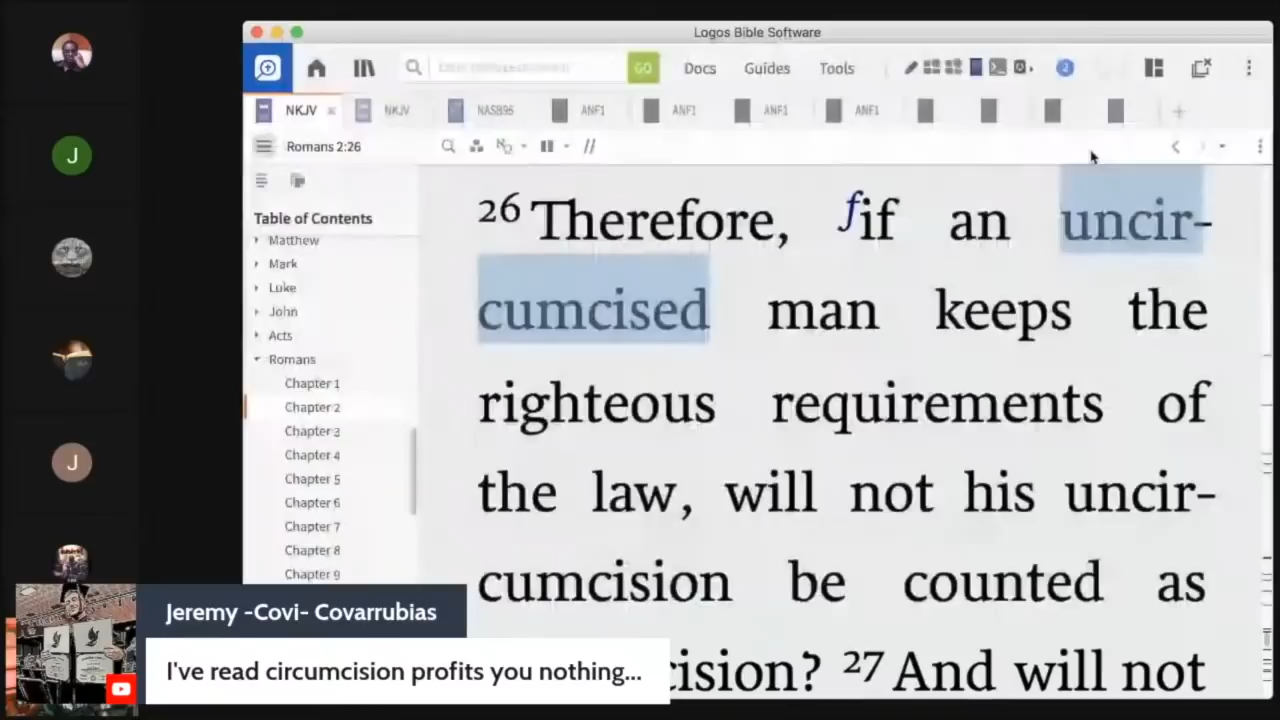 Logos Bible Software
GO
Docs
Guides
Tools
2
NKJV
NKJV
NASB95
ANF1
ANF1
ANF1
ANF1
Romans 2:26
Table of Contents
Matthew
Mark
Luke
John
Acts
Romans
Chapter 1
Chapter 2
Chapter 3
Chapter 4
Chapter 5
Chapter 6
Chapter 7
Chapter 8
Chapter 9
26 Therefore, f if an uncir-
cumcised man keeps the
righteous requirements of
the law, will not his uncir-
cumcision be counted as
cision? 27 And will not
J
J
Jeremy -Covi- Covarrubias
I've read circumcision profits you nothing...